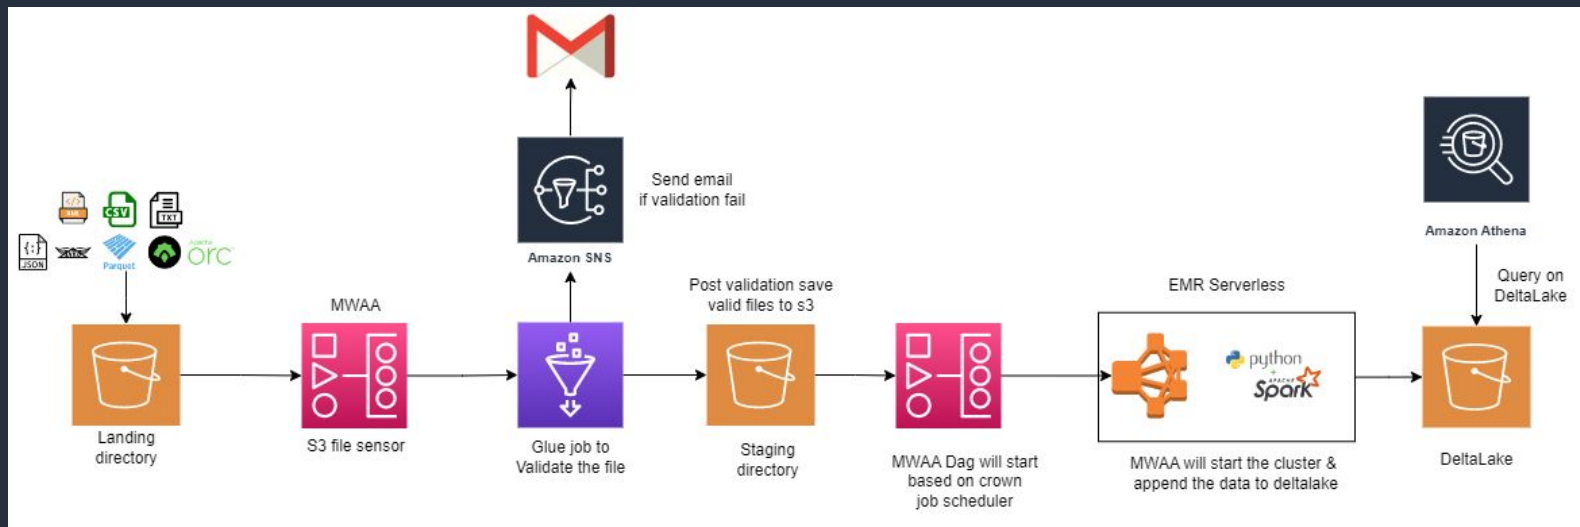 Send email
if validation fail
Amazon SNS
CSV
TXT
{:}
JSON
Parquet
APACHE
orc
Landing
directory
MWAA
S3 file sensor
Glue job to
Validate the file
Post validation save
valid files to s3
Staging
directory
MWAA Dag will start
based on crown
job scheduler
EMR Serverless
python
+
APACHE
Spark
MWAA will start the cluster &
append the data to deltalake
Amazon Athena
Query on
DeltaLake
DeltaLake